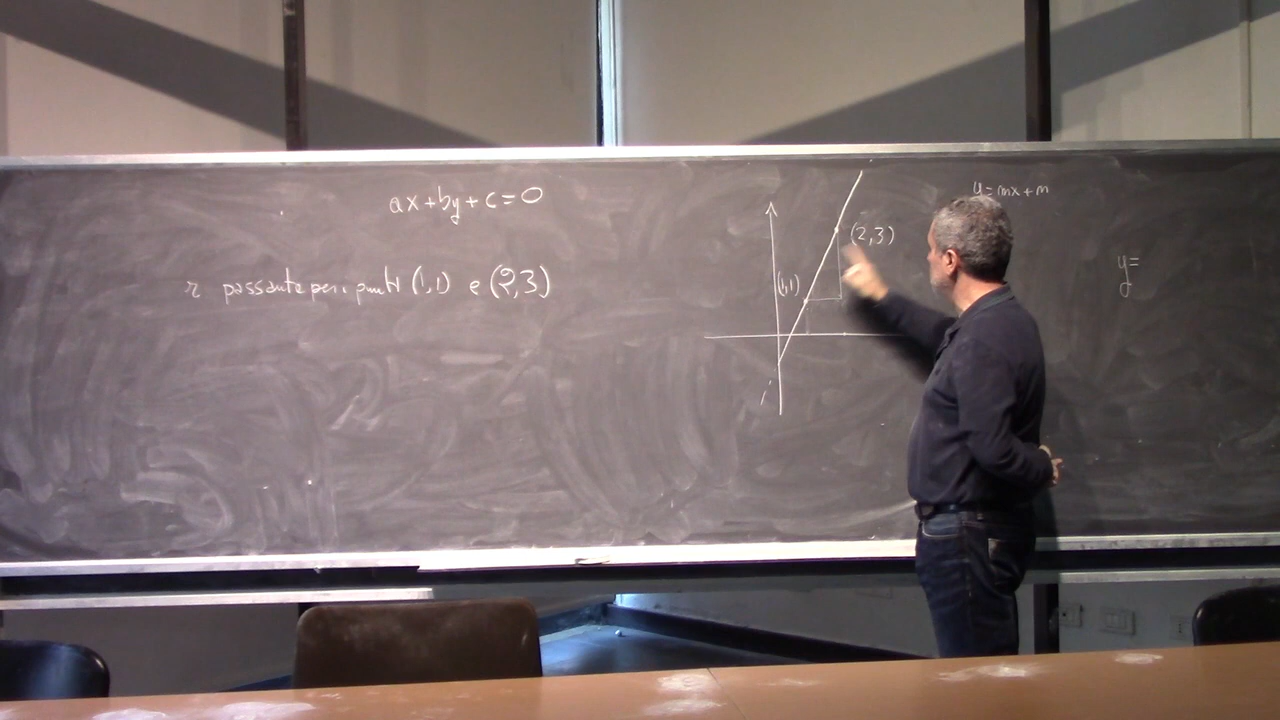 ax+by+c=0
r passante per i punti (1,1) e (2,3)
(2,3)
(1,1)
y=mx+n
y=